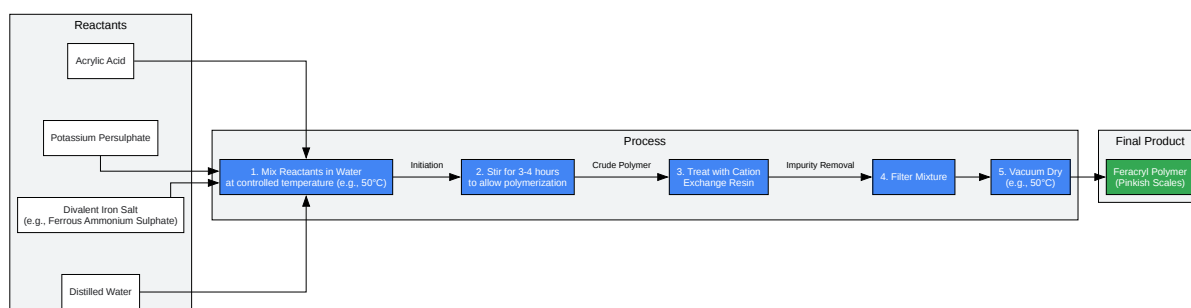 Reactants
Acrylic Acid
Potassium Persulphate
Divalent Iron Salt
(e.g., Ferrous Ammonium Sulphate)
Distilled Water
Process
1. Mix Reactants in Water
at controlled temperature (e.g., 50°C)
Initiation
2. Stir for 3-4 hours
to allow polymerization
Crude Polymer
3. Treat with Cation
Exchange Resin
Impurity Removal
4. Filter Mixture
5. Vacuum Dry
(e.g., 50°C)
Final Product
Feracryl Polymer
(Pinkish Scales)